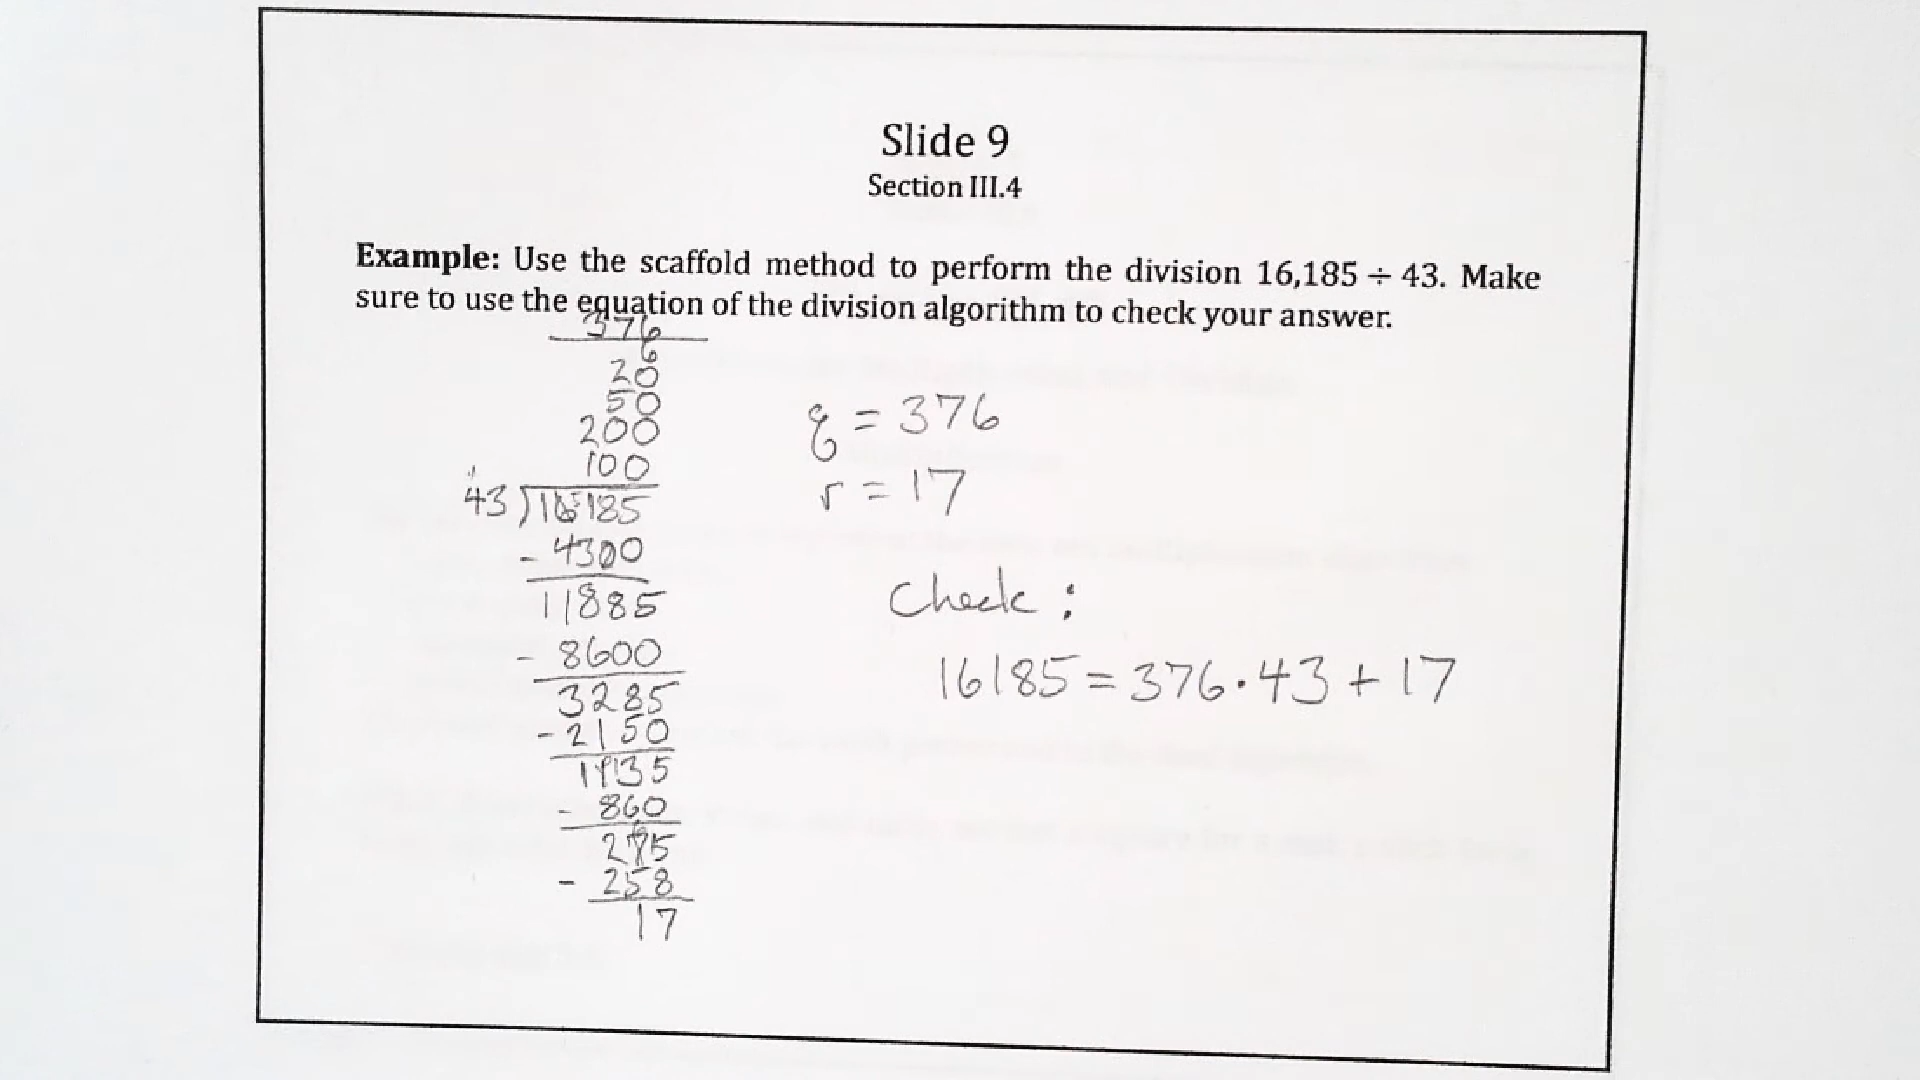 Slide 9
Section III.4
Example: Use the scaffold method to perform the division 16,185 ÷ 43. Make
sure to use the equation of the division algorithm to check your answer.
376
6
20
50
200
100
43 ) 16185
- 4300
11885
- 8600
3285
- 2150
1135
- 860
275
- 258
17
q = 376
r = 17
Check :
16185 = 376 · 43 + 17